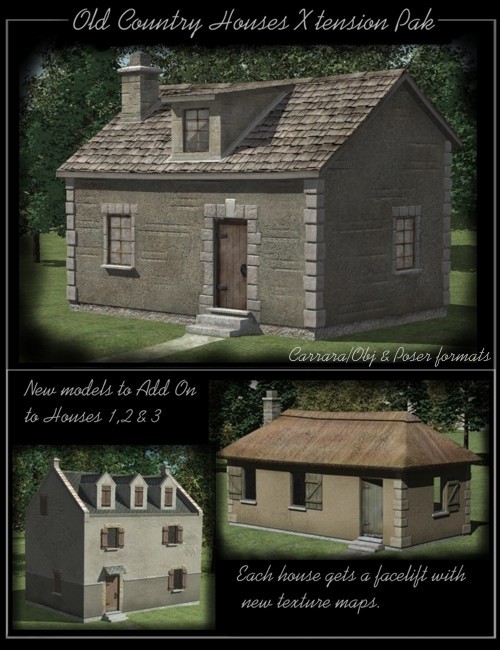 Old Country Houses X tension Pak
Carrara/Obj & Poser formats
New models to Add On
to Houses 1,2 & 3
Each house gets a facelift with
new texture maps.